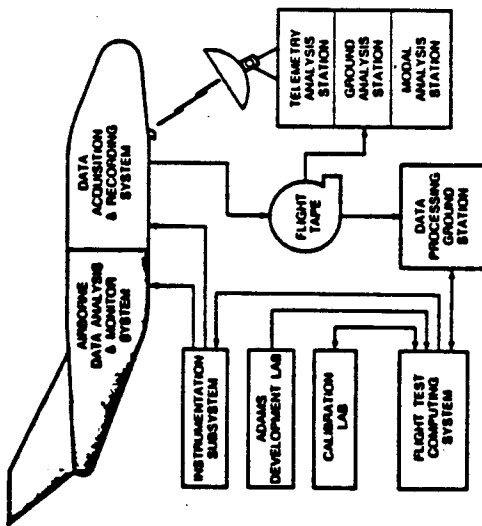 AIRBORNE
DATA ANALYSIS
& MONITOR
SYSTEM
DATA
ACQUISITION
& RECORDING
SYSTEM
INSTRUMENTATION
SUBSYSTEM
ADAMS
DEVELOPMENT LAB
CALIBRATION
LAB
FLIGHT TEST
COMPUTING
SYSTEM
FLIGHT
TAPE
DATA
PROCESSING
GROUND
STATION
TELEMETRY
ANALYSIS
STATION
GROUND
ANALYSIS
STATION
MODAL
ANALYSIS
STATION